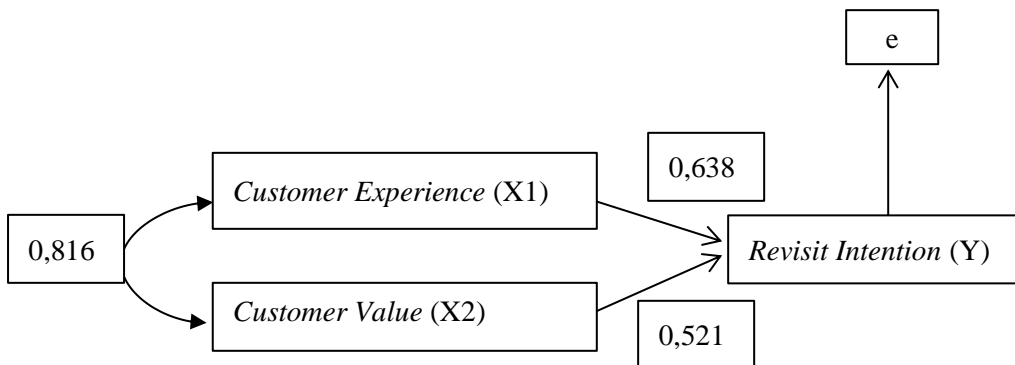 e
0,638
Customer Experience (X1)
0,816
Revisit Intention (Y)
Customer Value (X2)
0,521